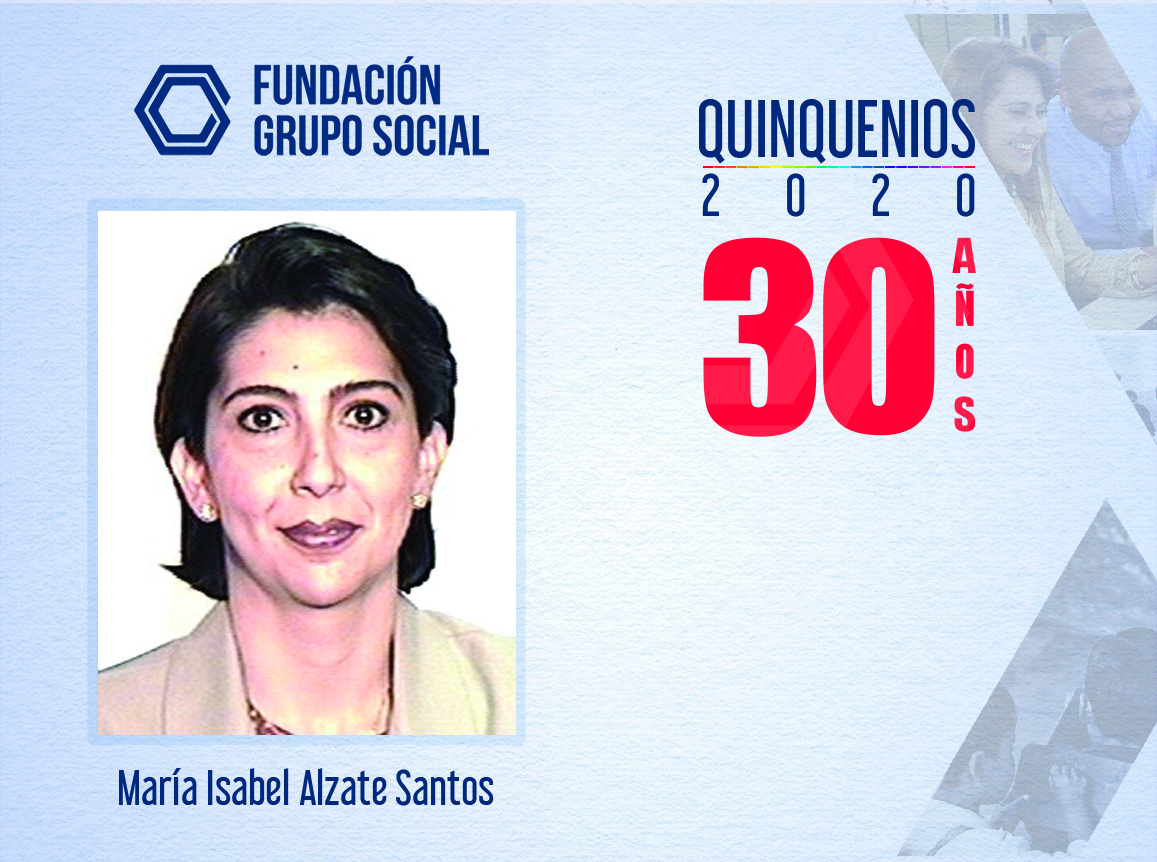 FUNDACIÓN
GRUPO SOCIAL
QUINQUENIOS
2020
30 AÑOS
María Isabel Alzate Santos